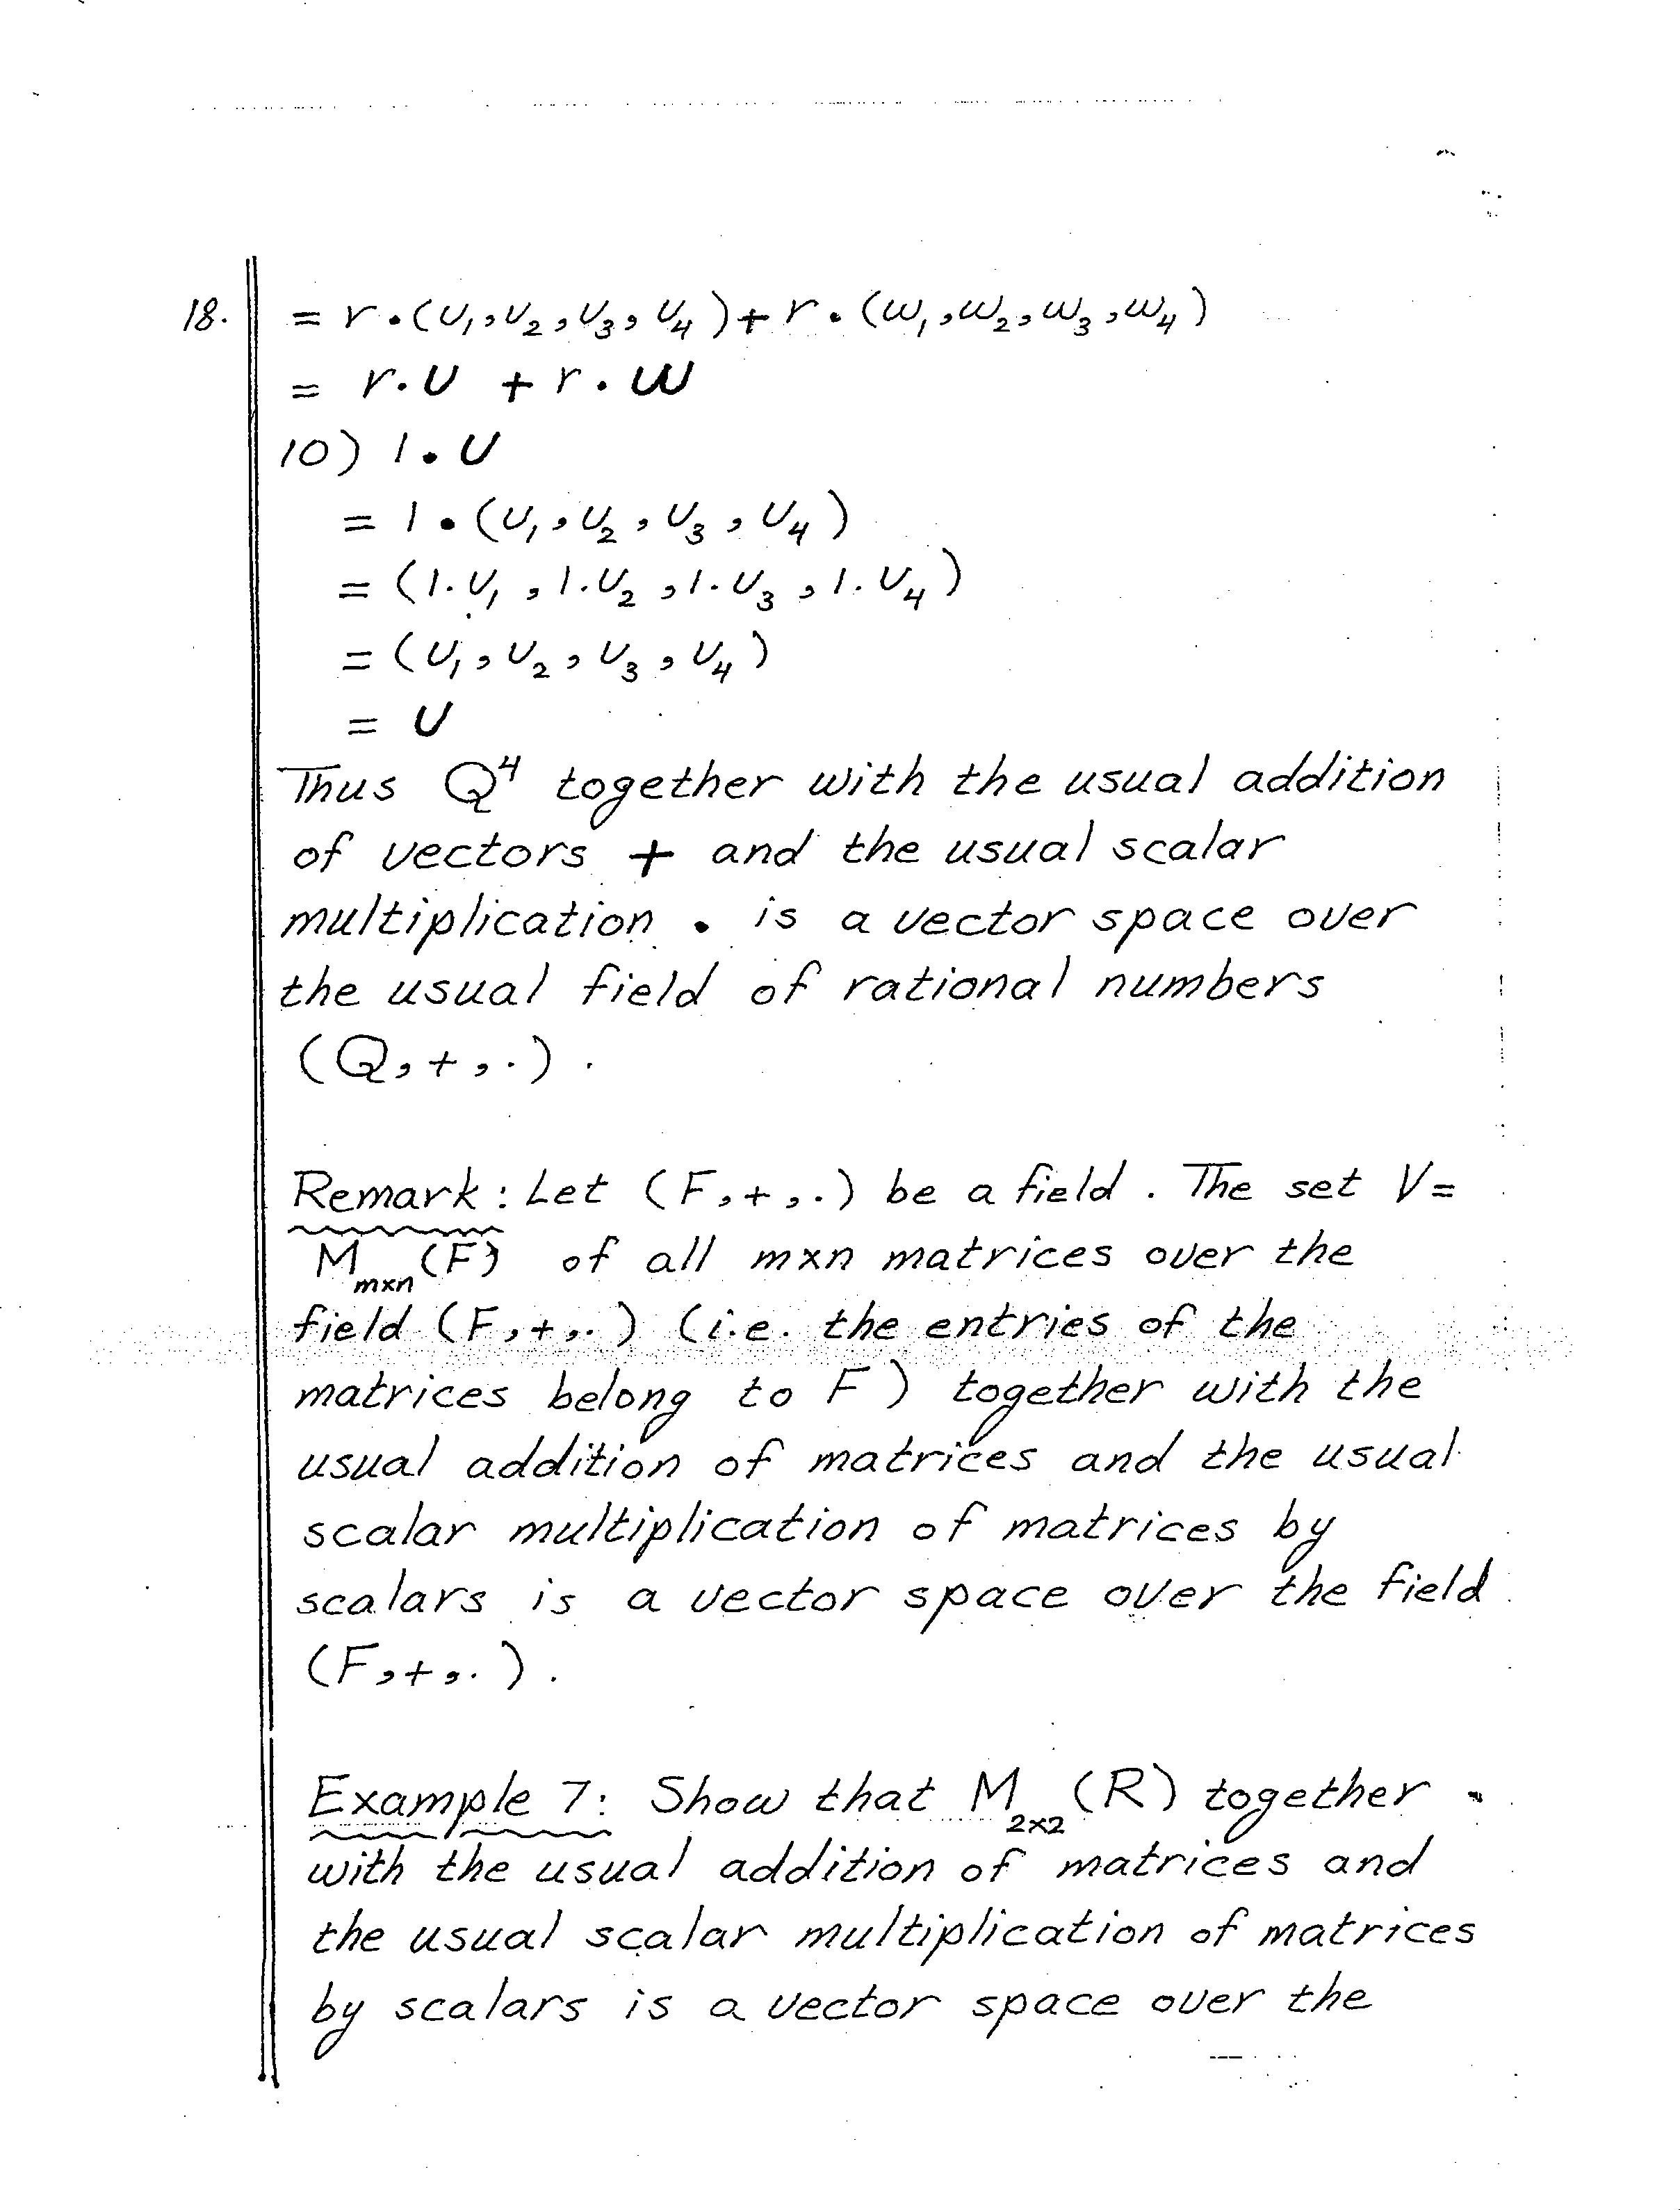 18. = r • (u₁, u₂, u₃, u₄) + r • (w₁, w₂, w₃, w₄)
= r • u + r • w
10) 1 • u
= 1 • (u₁, u₂, u₃, u₄)
= (1.u₁, 1.u₂, 1.u₃, 1.u₄)
= (u₁, u₂, u₃, u₄)
= u
Thus Q⁴ together with the usual addition
of vectors + and the usual scalar
multiplication • is a vector space over
the usual field of rational numbers
(Q, +, .) .
Remark: Let (F, +, .) be a field. The set V =
M_{m×n}(F) of all m×n matrices over the
field (F, +, .) (i.e. the entries of the
matrices belong to F) together with the
usual addition of matrices and the usual
scalar multiplication of matrices by
scalars is a vector space over the field
(F, +, .) .
Example 7: Show that M_{2×2}(R) together
with the usual addition of matrices and
the usual scalar multiplication of matrices
by scalars is a vector space over the